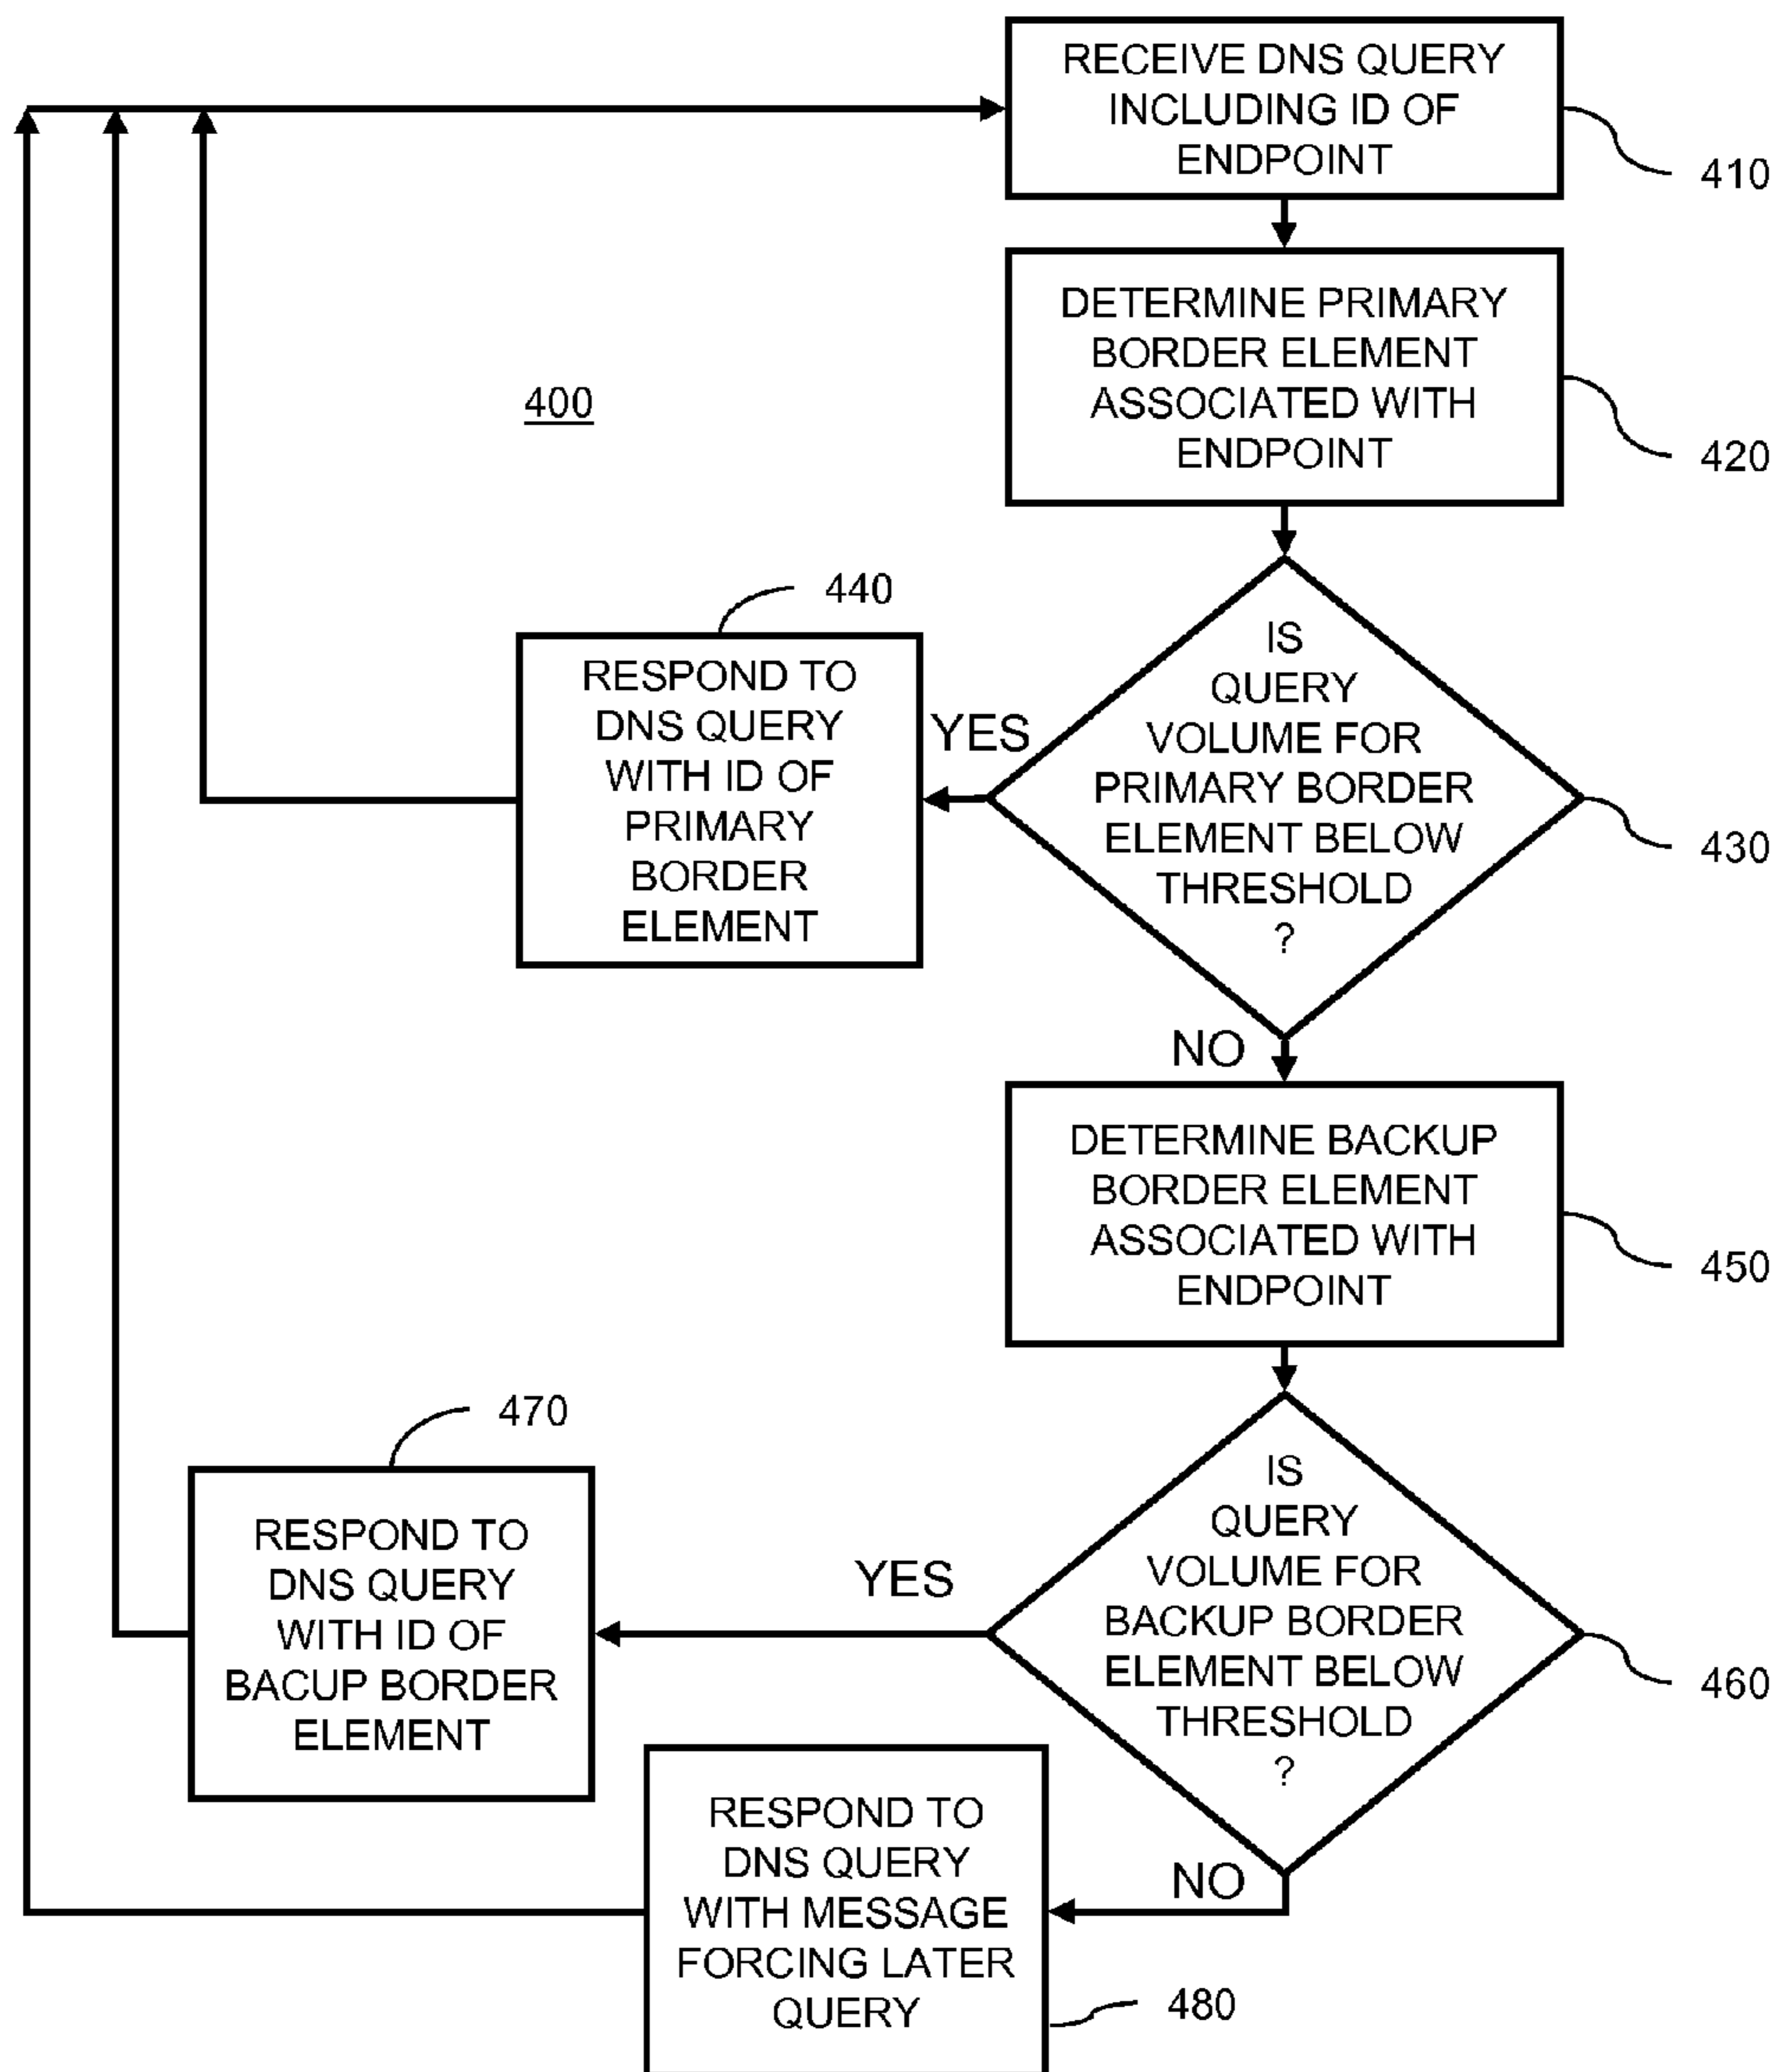 RECEIVE DNS QUERY
INCLUDING ID OF
ENDPOINT
410
DETERMINE PRIMARY
BORDER ELEMENT
ASSOCIATED WITH
ENDPOINT
420
400
IS
QUERY
VOLUME FOR
PRIMARY BORDER
ELEMENT BELOW
THRESHOLD
?
430
YES
440
RESPOND TO
DNS QUERY
WITH ID OF
PRIMARY
BORDER
ELEMENT
NO
DETERMINE BACKUP
BORDER ELEMENT
ASSOCIATED WITH
ENDPOINT
450
IS
QUERY
VOLUME FOR
BACKUP BORDER
ELEMENT BELOW
THRESHOLD
?
460
YES
470
RESPOND TO
DNS QUERY
WITH ID OF
BACUP BORDER
ELEMENT
NO
RESPOND TO
DNS QUERY
WITH MESSAGE
FORCING LATER
QUERY
480